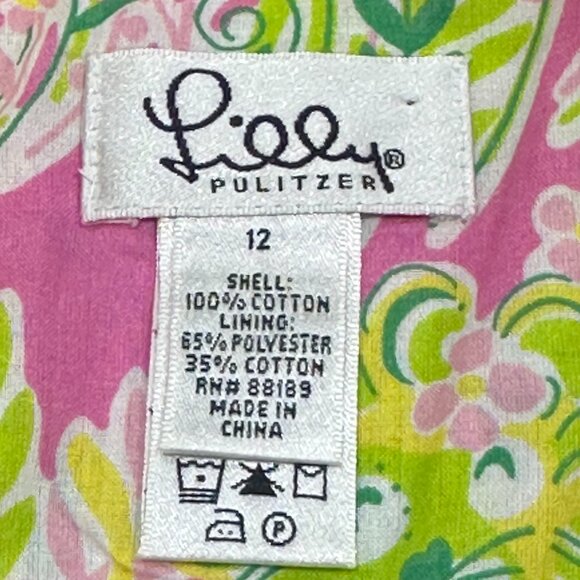 Lilly®
PULITZER
12
SHELL:
100% COTTON
LINING:
65% POLYESTER
35% COTTON
RN# 88189
MADE IN
CHINA
P